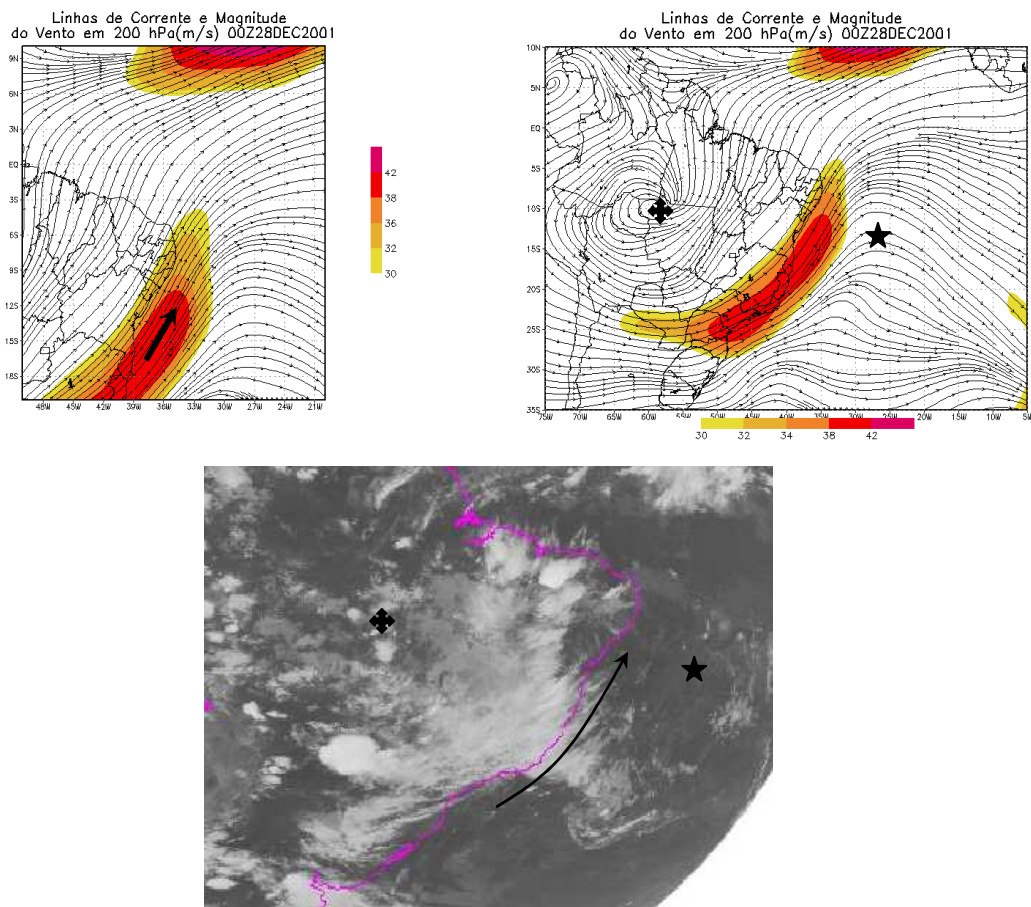 Linhas de Corrente e Magnitude
do Vento em 200 hPa(m/s) 00Z28DEC2001
9N
6N
3N
EQ
3S
6S
9S
12S
15S
18S
48W 45W 42W 39W 36W 33W 30W 27W 24W 21W
42
38
36
32
30
Linhas de Corrente e Magnitude
do Vento em 200 hPa(m/s) 00Z28DEC2001
10N
5N
EQ
5S
10S
15S
20S
25S
30S
35S
75W 70W 65W 60W 55W 50W 45W 40W 35W 30W 25W 20W 15W 10W 5W
30 32 34 38 42